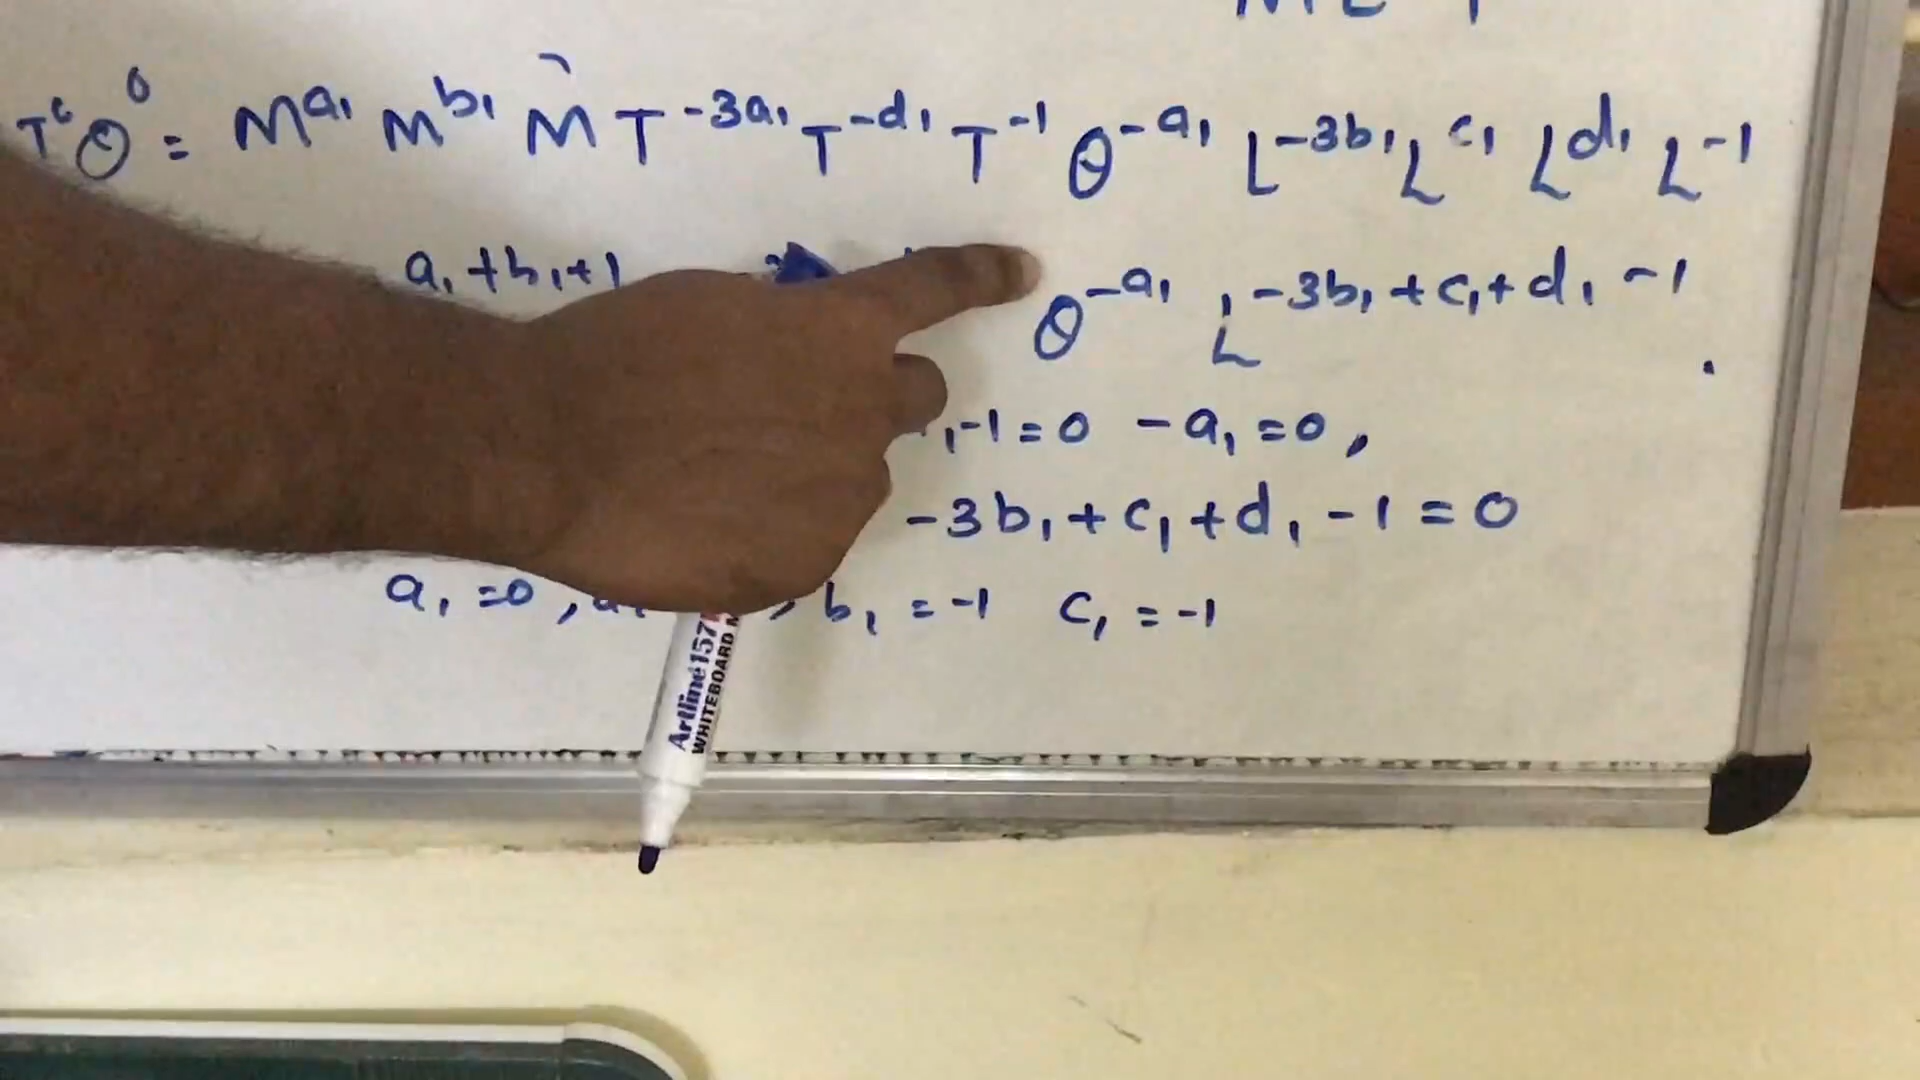 T⁰ θ⁰ = M^a₁ M^b₁ M T^-3a₁ T^-d₁ T^-1 θ^-a₁ L^-3b₁ L^c₁ L^d₁ L^-1
a₁+b₁+1 θ^-a₁ L^-3b₁+c₁+d₁-1
₁-1=0 -a₁=0,
-3b₁+c₁+d₁-1=0
a₁=0, , b₁=-1 c₁=-1
Artline 157
WHITEBOARD